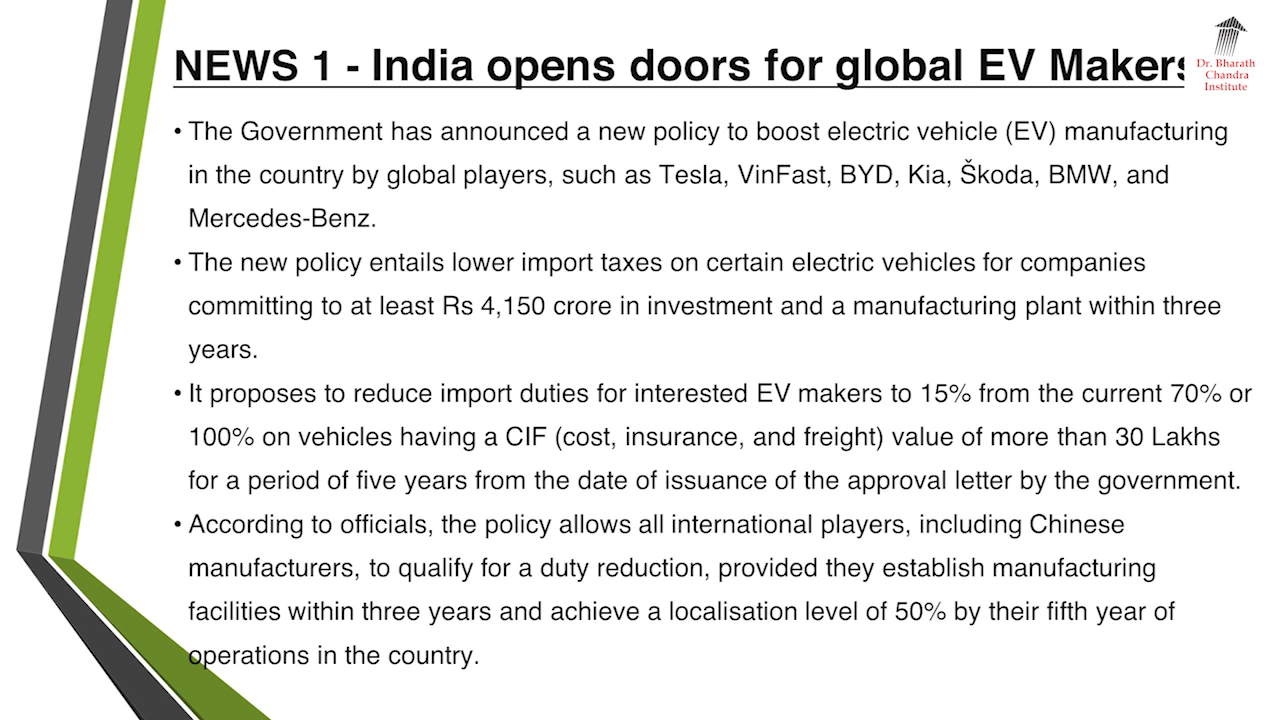 NEWS 1 - India opens doors for global EV Makers
Dr. Bharath
Chandra
Institute
• The Government has announced a new policy to boost electric vehicle (EV) manufacturing
in the country by global players, such as Tesla, VinFast, BYD, Kia, Škoda, BMW, and
Mercedes-Benz.
• The new policy entails lower import taxes on certain electric vehicles for companies
committing to at least Rs 4,150 crore in investment and a manufacturing plant within three
years.
• It proposes to reduce import duties for interested EV makers to 15% from the current 70% or
100% on vehicles having a CIF (cost, insurance, and freight) value of more than 30 Lakhs
for a period of five years from the date of issuance of the approval letter by the government.
• According to officials, the policy allows all international players, including Chinese
manufacturers, to qualify for a duty reduction, provided they establish manufacturing
facilities within three years and achieve a localisation level of 50% by their fifth year of
operations in the country.